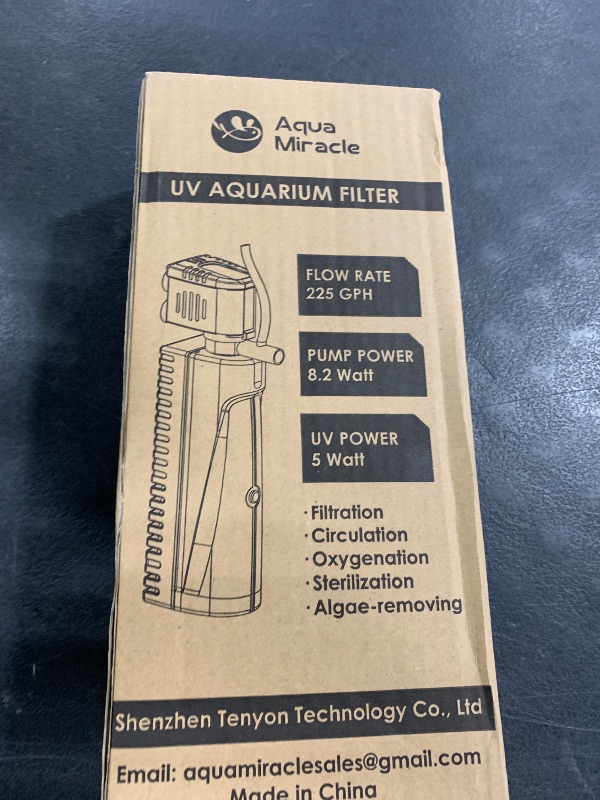 Aqua
Miracle
UV AQUARIUM FILTER
FLOW RATE
225 GPH
PUMP POWER
8.2 Watt
UV POWER
5 Watt
·Filtration
·Circulation
·Oxygenation
·Sterilization
·Algae-removing
Shenzhen Tenyon Technology Co., Ltd
Email: aquamiraclesales@gmail.com
Made in China